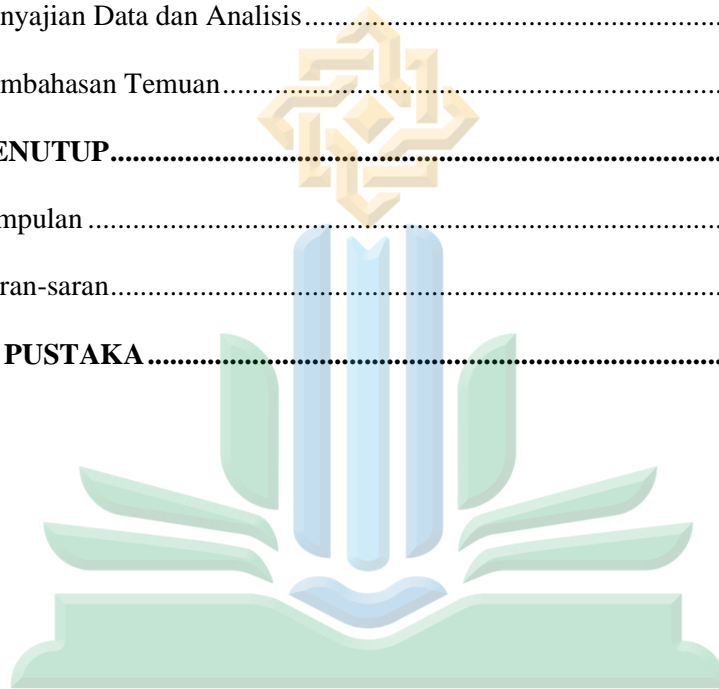 nyajian Data dan Analisis..............................................................
mbahasan Temuan..........................................................................
ENUTUP..........................................................................................
mpulan .............................................................................................
ran-saran..........................................................................................
PUSTAKA .......................................................................................